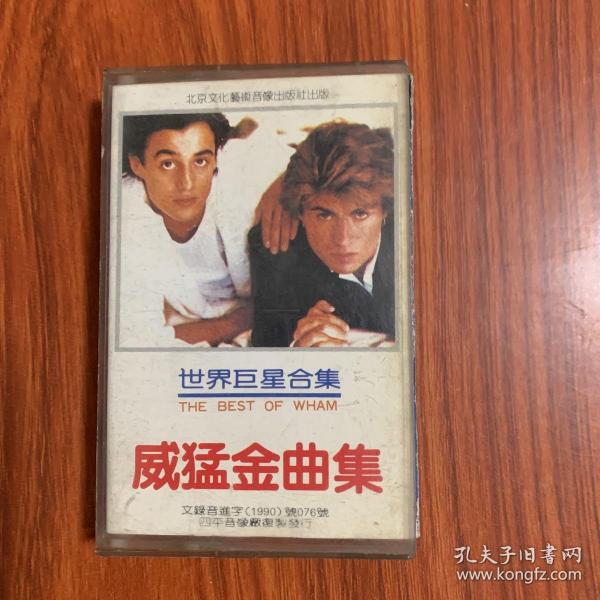 北京文化藝術音像出版社出版
世界巨星合集
THE BEST OF WHAM
威猛金曲集
文錄音進字(1990)號076號
四平音像廠復製發行
孔夫子旧书网
www.kongfz.com